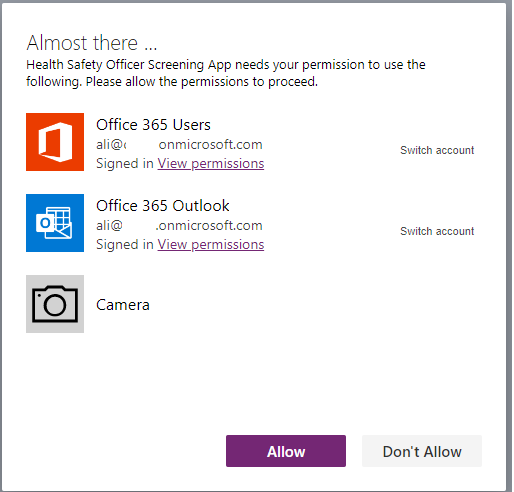 Almost there ...
Health Safety Officer Screening App needs your permission to use the
following. Please allow the permissions to proceed.
Office 365 Users
ali@c onmicrosoft.com
Signed in View permissions
Switch account
Office 365 Outlook
ali@ .onmicrosoft.com
Signed in View permissions
Switch account
Camera
Allow
Don't Allow